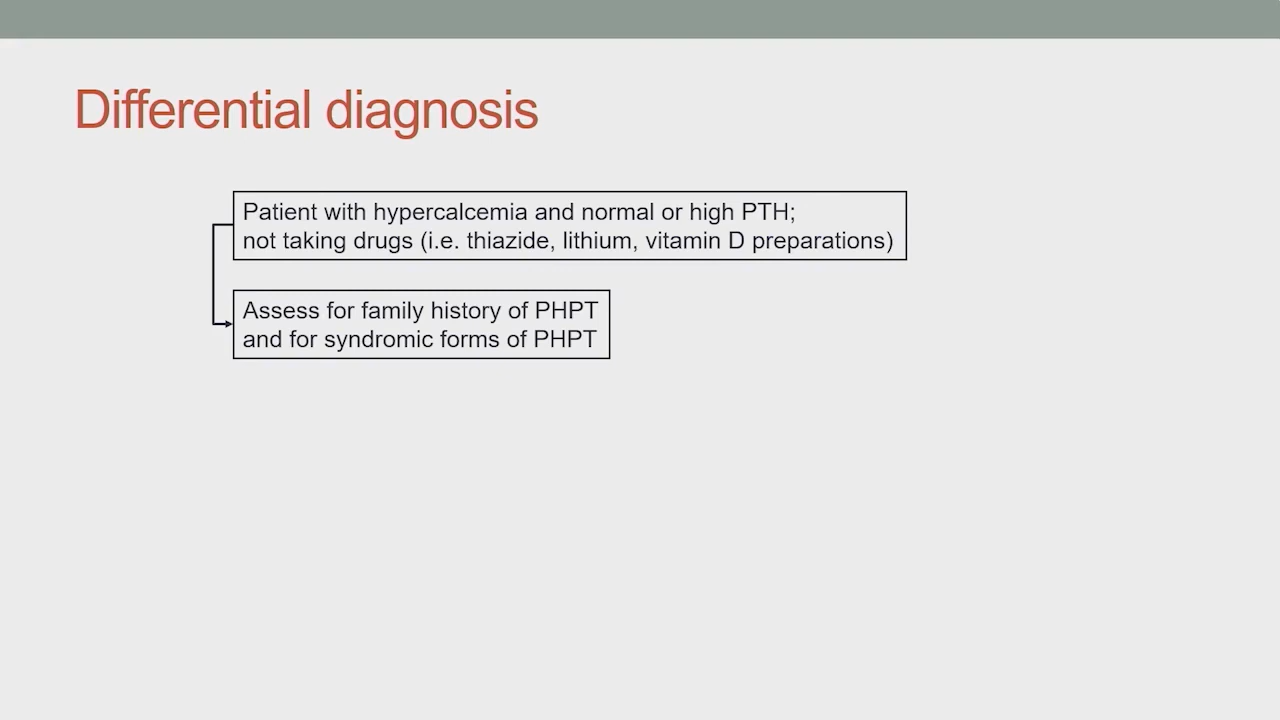 Differential diagnosis
Patient with hypercalcemia and normal or high PTH;
not taking drugs (i.e. thiazide, lithium, vitamin D preparations)
Assess for family history of PHPT
and for syndromic forms of PHPT